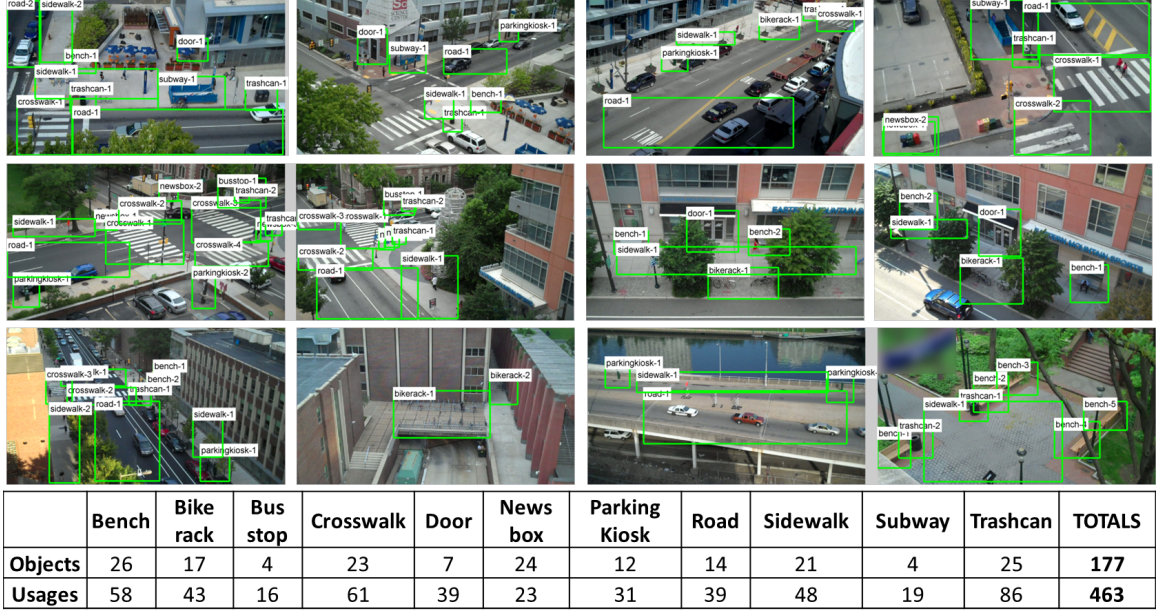 road-2 sidewalk-2
bench-1
door-1
sidewalk-1
subway-1
trashcan-1
trashcan-1
crosswalk-1
road-1
door-1
subway-1
road-1
parkingkiosk-1
sidewalk-1
bench-1
trashcan-1
sidewalk-1
parkingkiosk-1
bikerack-1
crosswalk-1
road-1
subway-1
road-1
trashcan-1
crosswalk-1
crosswalk-2
newsbox-2
sidewalk-1
road-1
parkingkiosk-1
crosswalk-2
newsbox-2
busstop-1
trashcan-2
crosswalk-3
crosswalk-1
crosswalk-4
parkingkiosk-2
busstop-1
trashcan-2
crosswalk-3
trashcan-1
crosswalk-2
road-1
sidewalk-1
door-1
bench-1
bench-2
sidewalk-1
bikerack-1
bench-2
sidewalk-1
door-1
bikerack-1
bench-1
crosswalk-3
crosswalk-2
bench-1
bench-2
trashcan-1
sidewalk-2
road-1
sidewalk-1
parkingkiosk-1
bikerack-1
bikerack-2
parkingkiosk-1
sidewalk-1
road-1
parkingkiosk-
bench-3
bench-2
trashcan-1
sidewalk-1
bench-5
trashcan-2
bench-4
Bench Bike rack Bus stop Crosswalk Door News box Parking Kiosk Road Sidewalk Subway Trashcan TOTALS
Objects 26 17 4 23 7 24 12 14 21 4 25 177
Usages 58 43 16 61 39 23 31 39 48 19 86 463